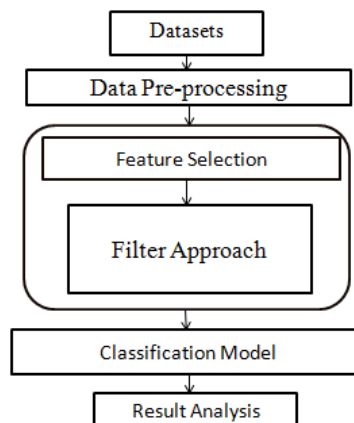 Datasets
Data Pre-processing
Feature Selection
Filter Approach
Classification Model
Result Analysis